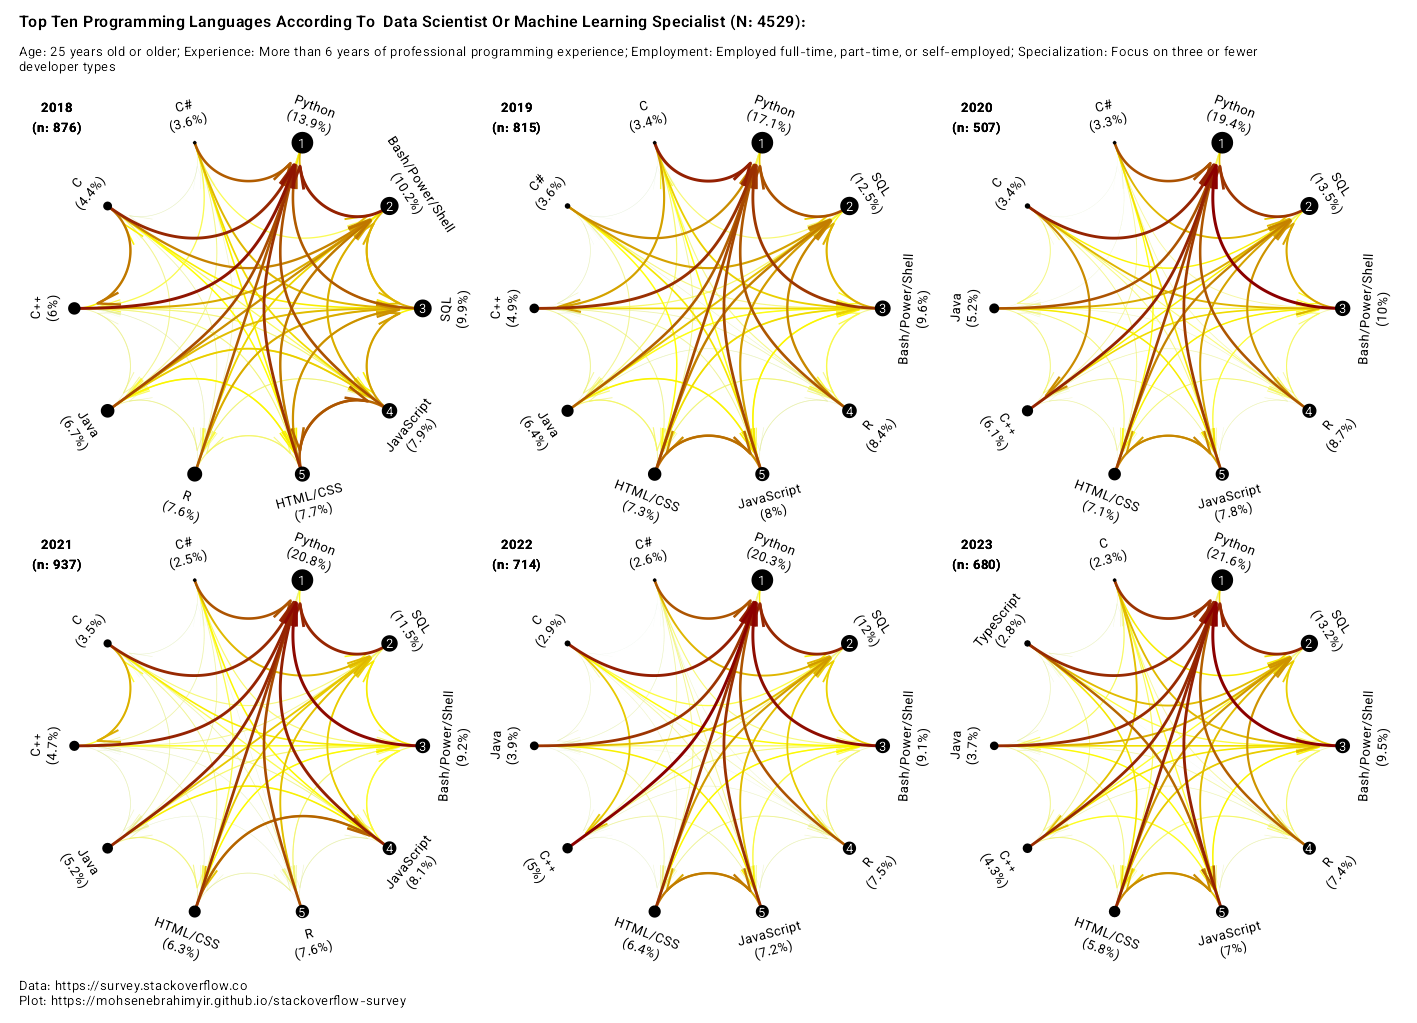 Top Ten Programming Languages According To  Data Scientist Or Machine Learning Specialist (N: 4529):
Age: 25 years old or older; Experience: More than 6 years of professional programming experience; Employment: Employed full-time, part-time, or self-employed; Specialization: Focus on three or fewer
developer types
2018
(n: 876)
Python
(13.9%)
1
Bash/Power/Shell
(10.2%)
2
SQL
(9.9%)
3
JavaScript
(7.9%)
4
HTML/CSS
(7.7%)
5
R
(7.6%)
Java
(6.7%)
C++
(6%)
C
(4.4%)
C#
(3.6%)
2019
(n: 815)
Python
(17.1%)
1
SQL
(12.5%)
2
Bash/Power/Shell
(9.6%)
3
R
(8.4%)
4
JavaScript
(8%)
5
HTML/CSS
(7.3%)
Java
(6.4%)
C++
(4.9%)
C#
(3.6%)
C
(3.4%)
2020
(n: 507)
Python
(19.4%)
1
SQL
(13.5%)
2
Bash/Power/Shell
(10%)
3
R
(8.7%)
4
JavaScript
(7.8%)
5
HTML/CSS
(7.1%)
C++
(6.1%)
Java
(5.2%)
C
(3.4%)
C#
(3.3%)
2021
(n: 937)
Python
(20.8%)
1
SQL
(11.5%)
2
Bash/Power/Shell
(9.2%)
3
JavaScript
(8.1%)
4
R
(7.6%)
5
HTML/CSS
(6.3%)
Java
(5.2%)
C++
(4.7%)
C
(3.5%)
C#
(2.5%)
2022
(n: 714)
Python
(20.3%)
1
SQL
(12%)
2
Bash/Power/Shell
(9.1%)
3
R
(7.5%)
4
JavaScript
(7.2%)
5
HTML/CSS
(6.4%)
C++
(5%)
Java
(3.9%)
C
(2.9%)
C#
(2.6%)
2023
(n: 680)
Python
(21.6%)
1
SQL
(13.2%)
2
Bash/Power/Shell
(9.5%)
3
R
(7.4%)
4
JavaScript
(7%)
5
HTML/CSS
(5.8%)
C++
(4.3%)
Java
(3.7%)
TypeScript
(2.8%)
C
(2.3%)
Data: https://survey.stackoverflow.co
Plot: https://mohsenebrahimyir.github.io/stackoverflow-survey